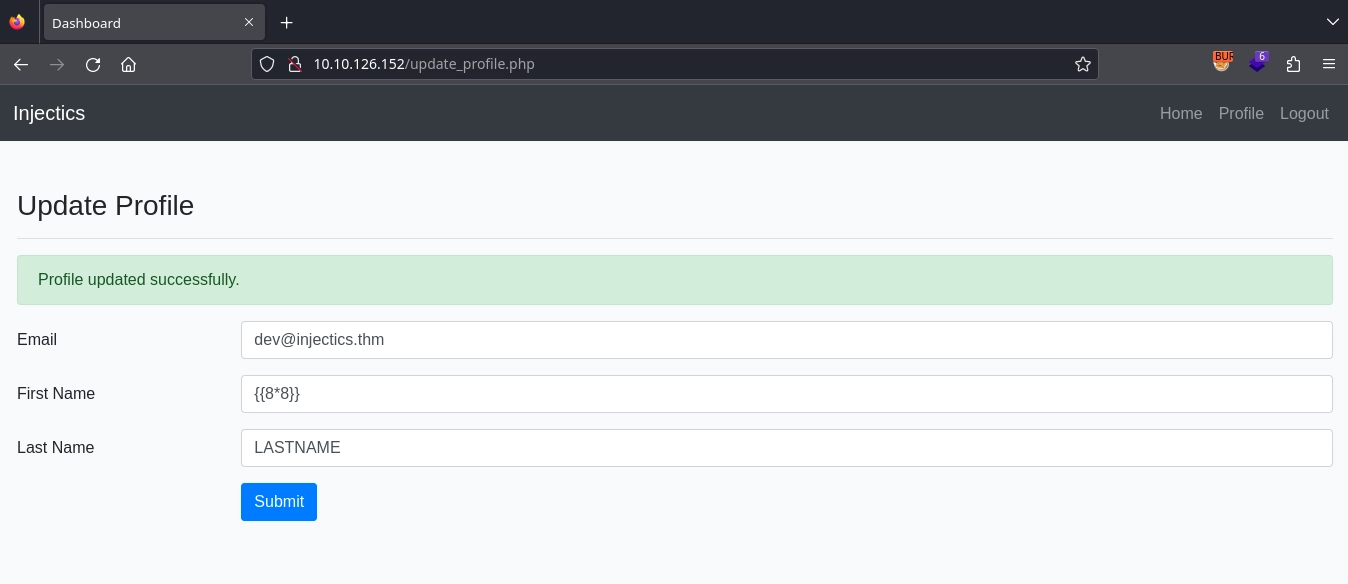 Dashboard
10.10.126.152/update_profile.php
BUR
6
Injectics
Home Profile Logout
Update Profile
Profile updated successfully.
Email
dev@injectics.thm
First Name
{{8*8}}
Last Name
LASTNAME
Submit